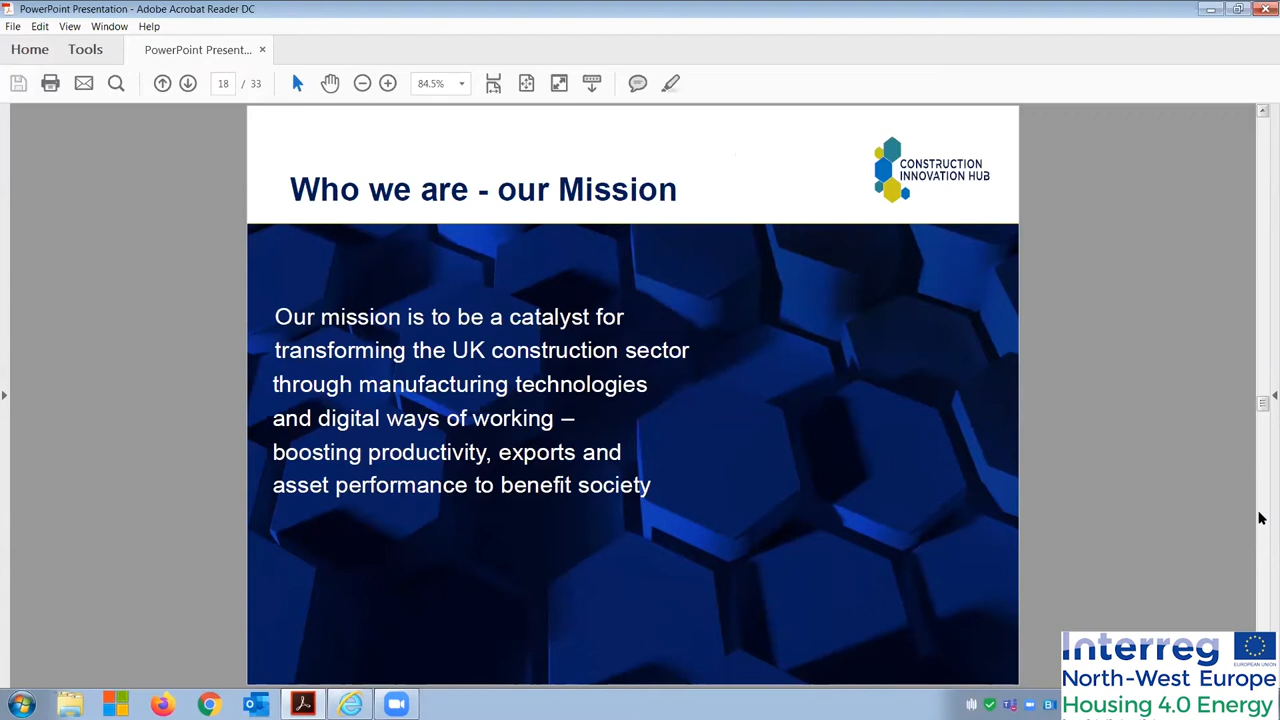 PowerPoint Presentation - Adobe Acrobat Reader DC
File Edit View Window Help
Home Tools PowerPoint Present... ×
18 / 33 84.5%
Who we are - our Mission
CONSTRUCTION
INNOVATION HUB
Our mission is to be a catalyst for
transforming the UK construction sector
through manufacturing technologies
and digital ways of working –
boosting productivity, exports and
asset performance to benefit society
Interreg
EUROPEAN UNION
North-West Europe
Housing 4.0 Energy